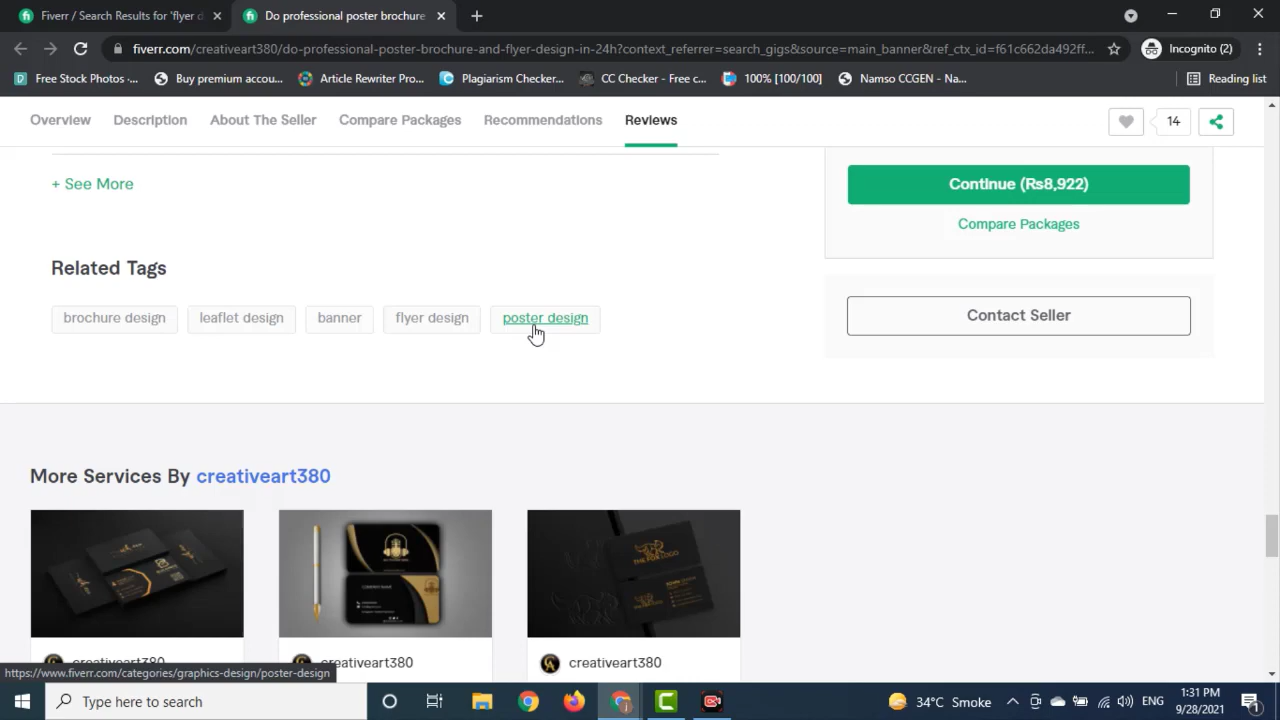 Fiverr / Search Results for 'flyer d
Do professional poster brochure
fiverr.com/creativeart380/do-professional-poster-brochure-and-flyer-design-in-24h?context_referrer=search_gigs&source=main_banner&ref_ctx_id=f61c662da492ff...
Incognito (2)
Free Stock Photos -...
Buy premium accou...
Article Rewriter Pro...
Plagiarism Checker...
CC Checker - Free c...
100% [100/100]
Namso CCGEN - Na...
Reading list
Overview
Description
About The Seller
Compare Packages
Recommendations
Reviews
14
+ See More
Continue (Rs8,922)
Compare Packages
Related Tags
brochure design
leaflet design
banner
flyer design
poster design
Contact Seller
More Services By creativeart380
creativeart380
creativeart380
creativeart380
https://www.fiverr.com/categories/graphics-design/poster-design
Type here to search
34°C Smoke
ENG
1:31 PM
9/28/2021
1